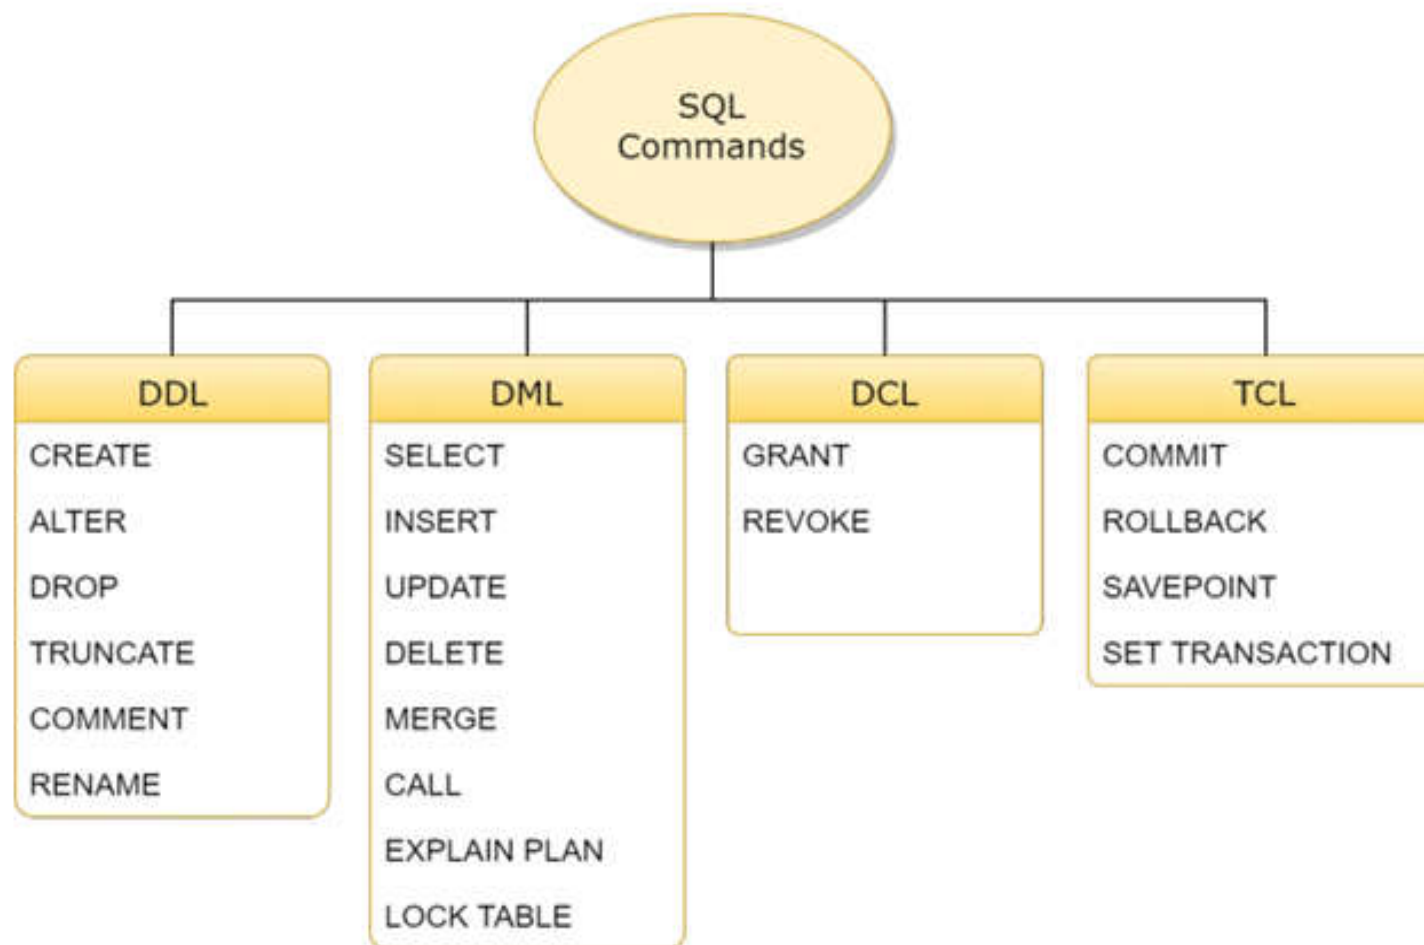 SQL
Commands
DDL
CREATE
ALTER
DROP
TRUNCATE
COMMENT
RENAME
DML
SELECT
INSERT
UPDATE
DELETE
MERGE
CALL
EXPLAIN PLAN
LOCK TABLE
DCL
GRANT
REVOKE
TCL
COMMIT
ROLLBACK
SAVEPOINT
SET TRANSACTION